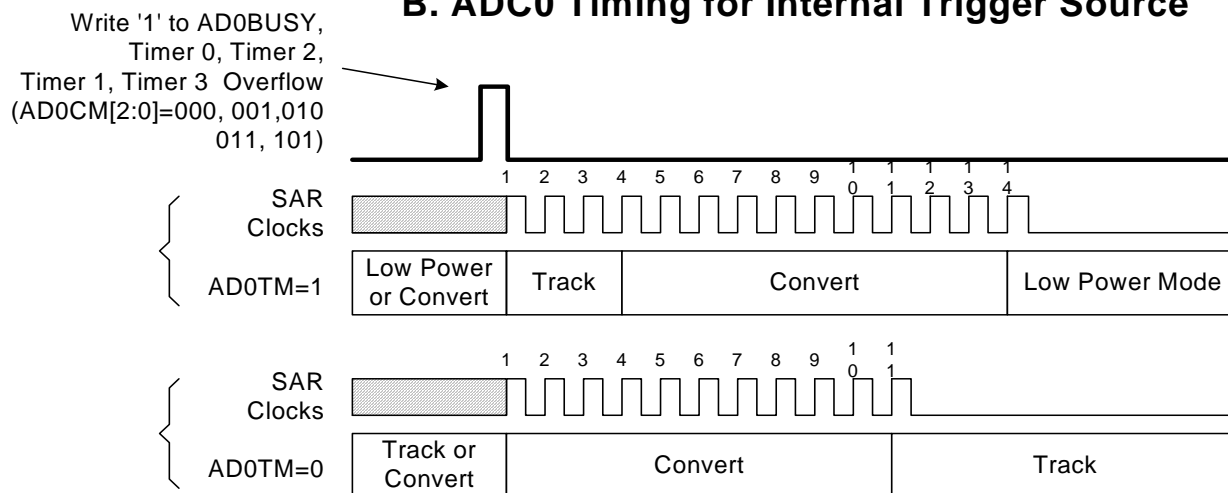 B. ADC0 Timing for Internal Trigger Source
Write '1' to AD0BUSY,
Timer 0, Timer 2,
Timer 1, Timer 3 Overflow
(AD0CM[2:0]=000, 001,010
011, 101)
1 2 3 4 5 6 7 8 9 10 11 12 13 14
SAR
Clocks
AD0TM=1
Low Power
or Convert
Track
Convert
Low Power Mode
1 2 3 4 5 6 7 8 9 10 11
SAR
Clocks
AD0TM=0
Track or
Convert
Convert
Track